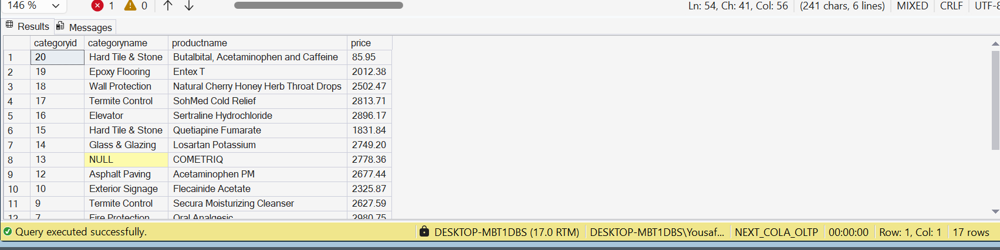 146 % 1 0 Ln: 54, Ch: 41, Col: 56 (241 chars, 6 lines) MIXED CRLF UTF-8
Results Messages
categoryid categoryname productname price
1 20 Hard Tile & Stone Butalbital, Acetaminophen and Caffeine 85.95
2 19 Epoxy Flooring Entex T 2012.38
3 18 Wall Protection Natural Cherry Honey Herb Throat Drops 2502.47
4 17 Termite Control SohMed Cold Relief 2813.71
5 16 Elevator Sertraline Hydrochloride 2896.17
6 15 Hard Tile & Stone Quetiapine Fumarate 1831.84
7 14 Glass & Glazing Losartan Potassium 2749.20
8 13 NULL COMETRIQ 2778.36
9 12 Asphalt Paving Acetaminophen PM 2677.44
10 10 Exterior Signage Flecainide Acetate 2325.87
11 9 Termite Control Secura Moisturizing Cleanser 2627.59
12 7 Fire Protection Oral Analgesic 2980.75
Query executed successfully. DESKTOP-MBT1DBS (17.0 RTM) DESKTOP-MBT1DBS\Yousaf... NEXT_COLA_OLTP 00:00:00 Row: 1, Col: 1 17 rows